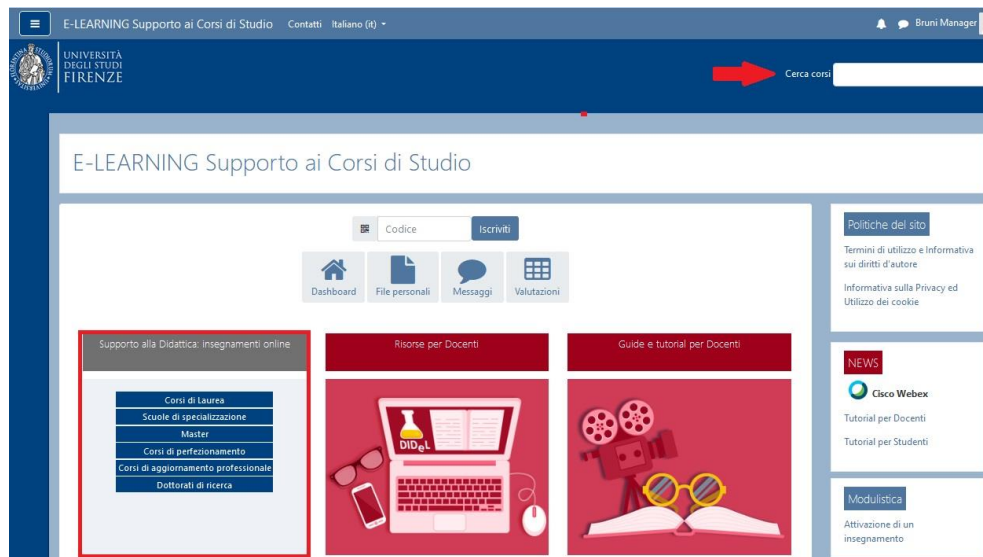 E-LEARNING Supporto ai Corsi di Studio Contatti Italiano (it)
Bruni Manager
UNIVERSITÀ
DEGLI STUDI
FIRENZE
Cerca corsi
E-LEARNING Supporto ai Corsi di Studio
Codice Iscriviti
Dashboard File personali Messaggi Valutazioni
Supporto alla Didattica: insegnamenti online
Corsi di Laurea
Scuole di specializzazione
Master
Corsi di perfezionamento
Corsi di aggiornamento professionale
Dottorati di ricerca
Risorse per Docenti
DIDeL
Guide e tutorial per Docenti
Politiche del sito
Termini di utilizzo e Informativa
sui diritti d'autore
Informativa sulla Privacy ed
Utilizzo dei cookie
NEWS
Cisco Webex
Tutorial per Docenti
Tutorial per Studenti
Modulistica
Attivazione di un
insegnamento